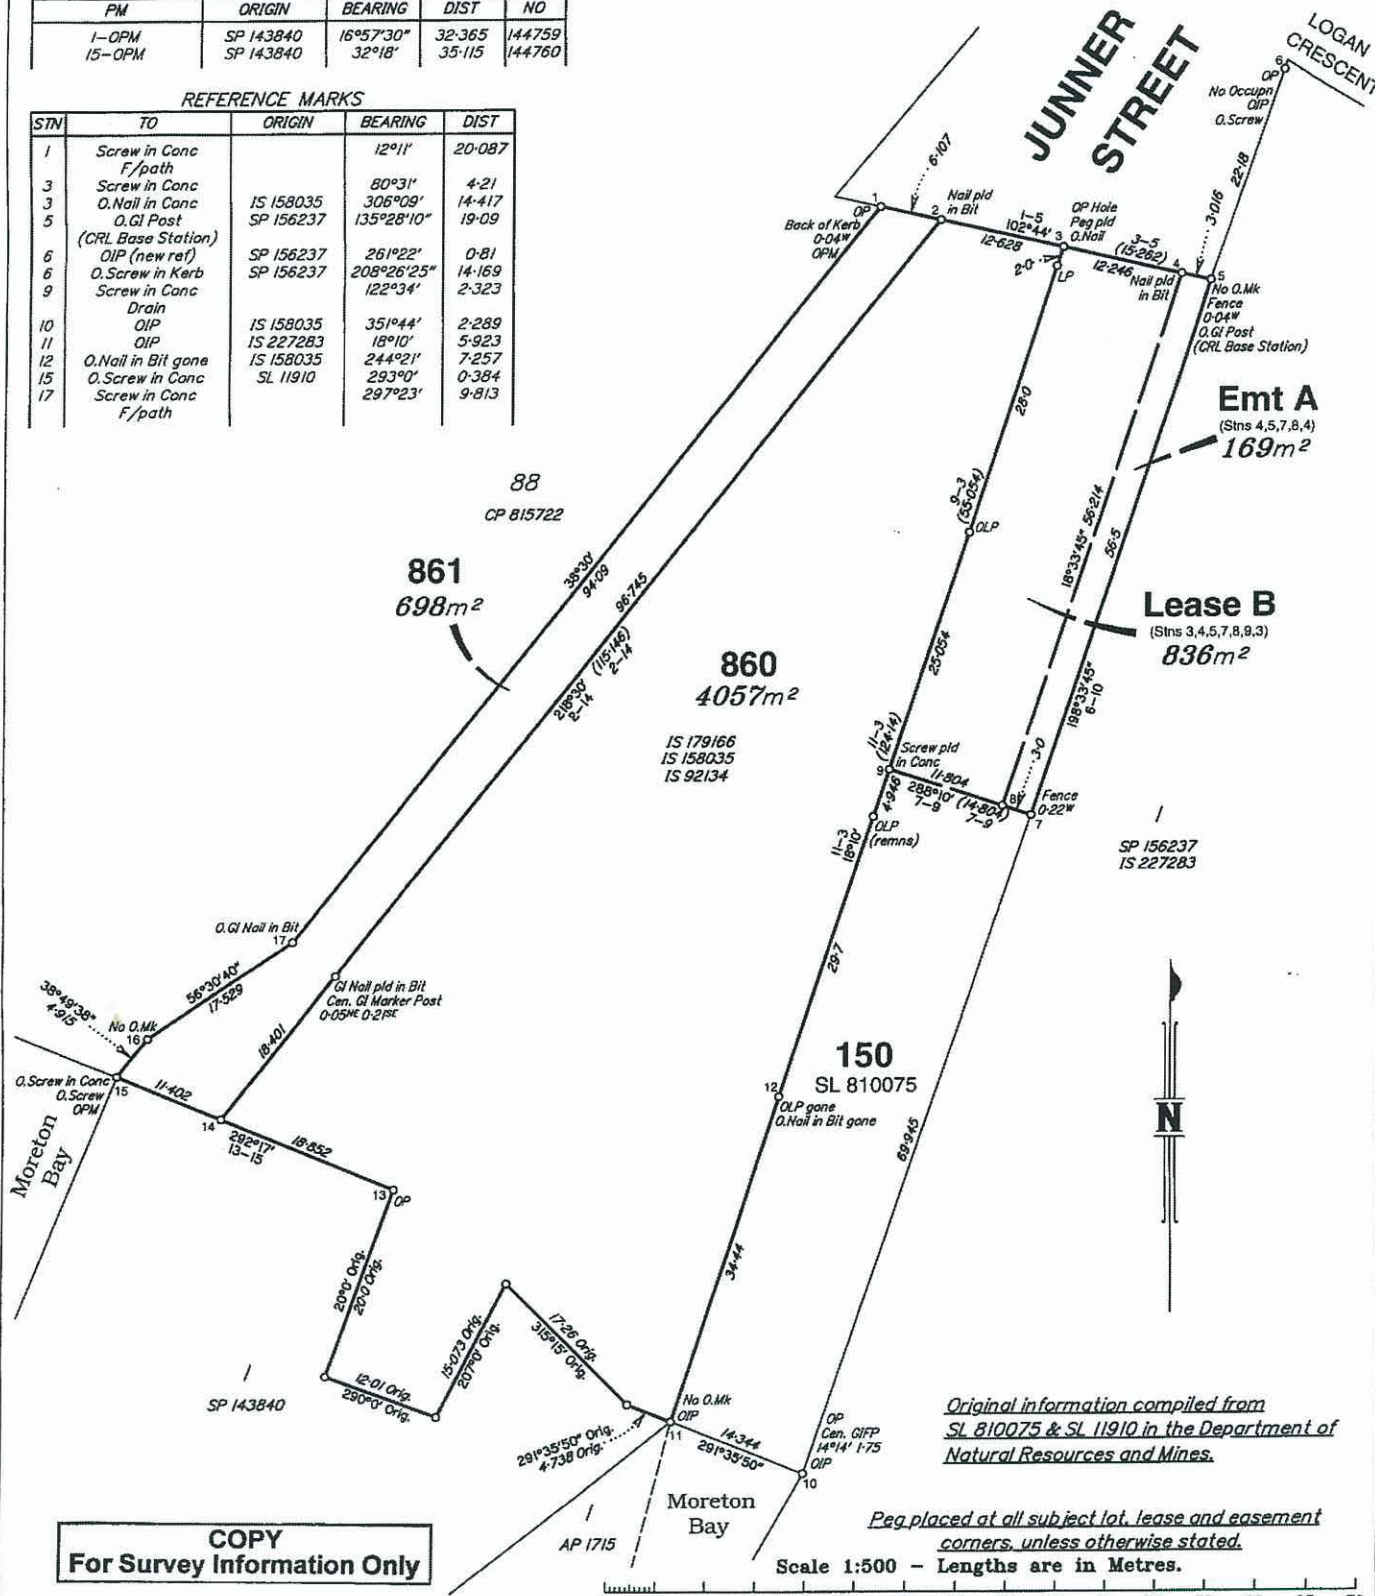 PM ORIGIN BEARING DIST NO
1-OPM SP 143840 16°57'30" 32·365 144759
15-OPM SP 143840 32°18' 35·115 144760
REFERENCE MARKS
STN TO ORIGIN BEARING DIST
1 Screw in Conc 12°11' 20·087
F/path
3 Screw in Conc 80°31' 4·21
3 O.Nail in Conc IS 158035 306°09' 14·417
5 O.GI Post SP 156237 135°28'10" 19·09
(CRL Base Station)
6 OIP (new ref) SP 156237 261°22' 0·81
6 O.Screw in Kerb SP 156237 208°26'25" 14·169
9 Screw in Conc 122°34' 2·323
Drain
10 OIP IS 158035 351°44' 2·289
11 OIP IS 227283 18°10' 5·923
12 O.Nail in Bit gone IS 158035 244°21' 7·257
15 O.Screw in Conc SL 11910 293°0' 0·384
17 Screw in Conc 297°23' 9·813
F/path
JUNNER
STREET
LOGAN
CRESCENT
6
OP
No Occupn
OIP
O.Screw
22·18
3·016
6·107
1
OP
Back of Kerb
0·04W
OPM
2
Nail pld
in Bit
1-5
102°44'
12·628
OP Hole
Peg pld
O.Nail
3
2·0
LP
3-5
(15·262)
12·246
4
Nail pld
in Bit
5
No O.Mk
Fence
0·04W
O.GI Post
(CRL Base Station)
Emt A
(Stns 4,5,7,8,4)
169m²
28·0
9-3
(55·054)
OLP
18°33'45" 56·214
56·5
88
CP 815722
861
698m²
38°30'
94·09
96·745
218°30' (115·146)
2-14 2-14
860
4057m²
IS 179166
IS 158035
IS 92134
25·054
Lease B
(Stns 3,4,5,7,8,9,3)
836m²
198°33'45"
6-10
11-3
(124·14)
Screw pld
in Conc
9
11·804
288°10' (14·804)
7-9 7-9
3·0
8
Fence
0·22W
7
4·946
OLP
(remns)
11-3
18°10'
SP 156237
IS 227283
29·7
O.GI Nail in Bit
17
GI Nail pld in Bit
Cen. GI Marker Post
0·05NE 0·21SE
56°30'40"
17·529
38°49'38"
4·915
No O.Mk
16
18·401
O.Screw in Conc
O.Screw
OPM
15
11·402
14
292°17'
13-15
18·852
13
OP
Moreton
Bay
150
SL 810075
12
OLP gone
O.Nail in Bit gone
69·945
N
34·44
20°0' Orig.
20·0 Orig.
15·073 Orig.
207°0' Orig.
17·26 Orig.
315°15' Orig.
12·01 Orig.
290°0' Orig.
SP 143840
291°35'50" Orig.
4·738 Orig.
No O.Mk
OIP
11
14·344
291°35'50"
OP
Cen. GIFP
14°14' 1·75
OIP
10
Moreton
Bay
AP 1715
Original information compiled from
SL 810075 & SL 11910 in the Department of
Natural Resources and Mines.
Peg placed at all subject lot, lease and easement
corners, unless otherwise stated.
Scale 1:500 – Lengths are in Metres.
COPY
For Survey Information Only